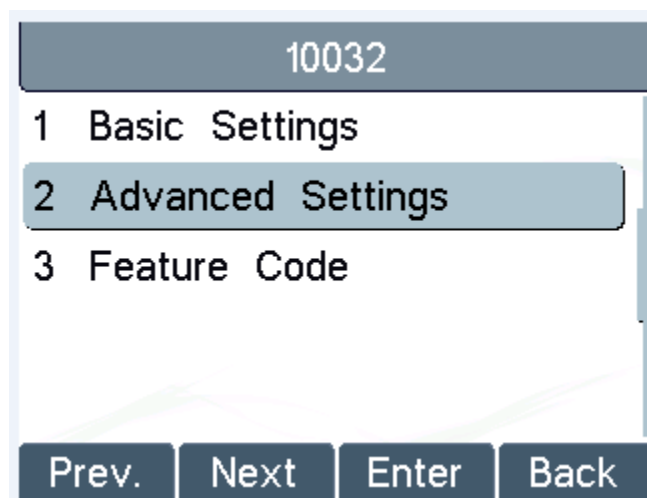 10032
1 Basic Settings
2 Advanced Settings
3 Feature Code
Prev. Next Enter Back